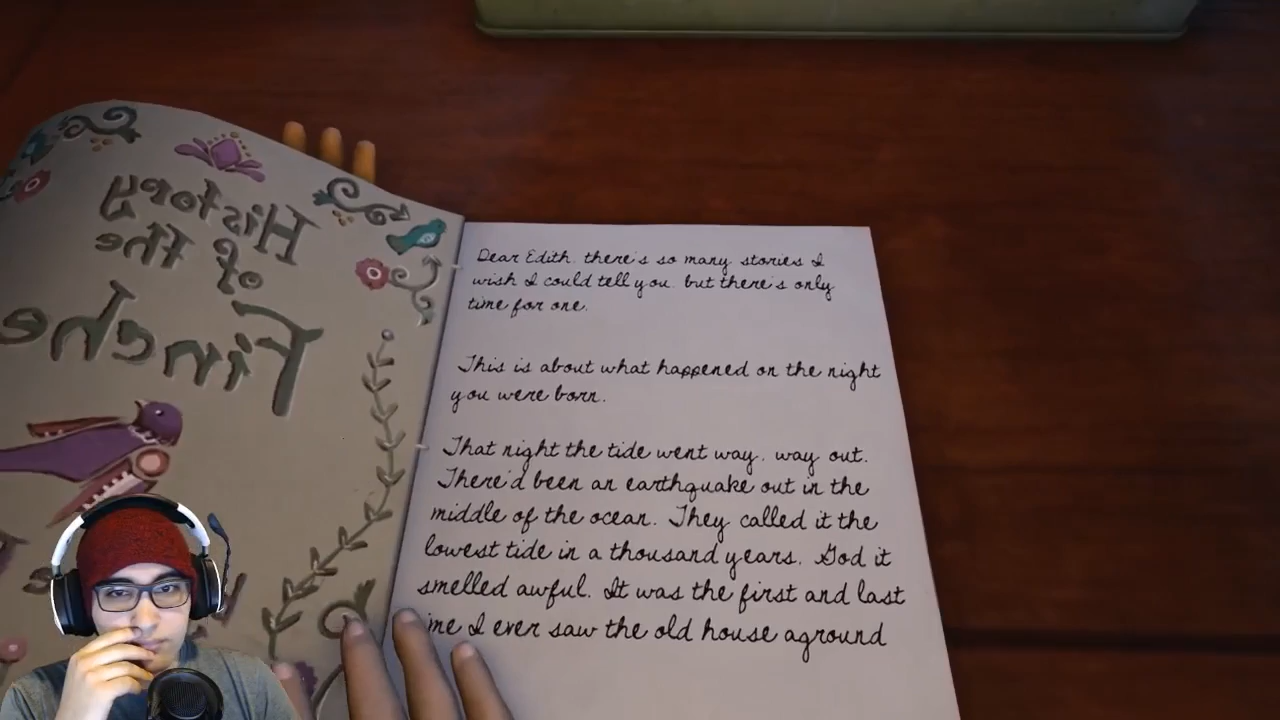 History
of the
Finche
Dear Edith, there's so many stories I
wish I could tell you, but there's only
time for one.
This is about what happened on the night
you were born.
That night the tide went way, way out.
There'd been an earthquake out in the
middle of the ocean. They called it the
lowest tide in a thousand years. God it
smelled awful. It was the first and last
me I ever saw the old house aground